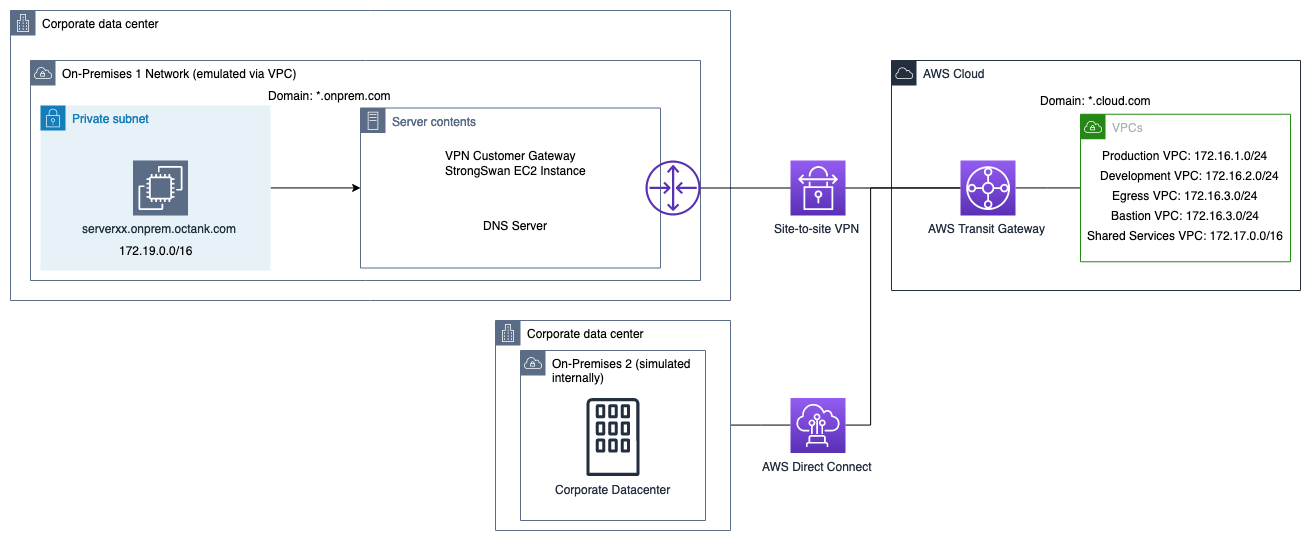 Corporate data center
On-Premises 1 Network (emulated via VPC)
Domain: *.onprem.com
Private subnet
serverxx.onprem.octank.com
172.19.0.0/16
Server contents
VPN Customer Gateway
StrongSwan EC2 Instance
DNS Server
Site-to-site VPN
AWS Cloud
Domain: *.cloud.com
AWS Transit Gateway
VPCs
Production VPC: 172.16.1.0/24
Development VPC: 172.16.2.0/24
Egress VPC: 172.16.3.0/24
Bastion VPC: 172.16.3.0/24
Shared Services VPC: 172.17.0.0/16
Corporate data center
On-Premises 2 (simulated
internally)
Corporate Datacenter
AWS Direct Connect